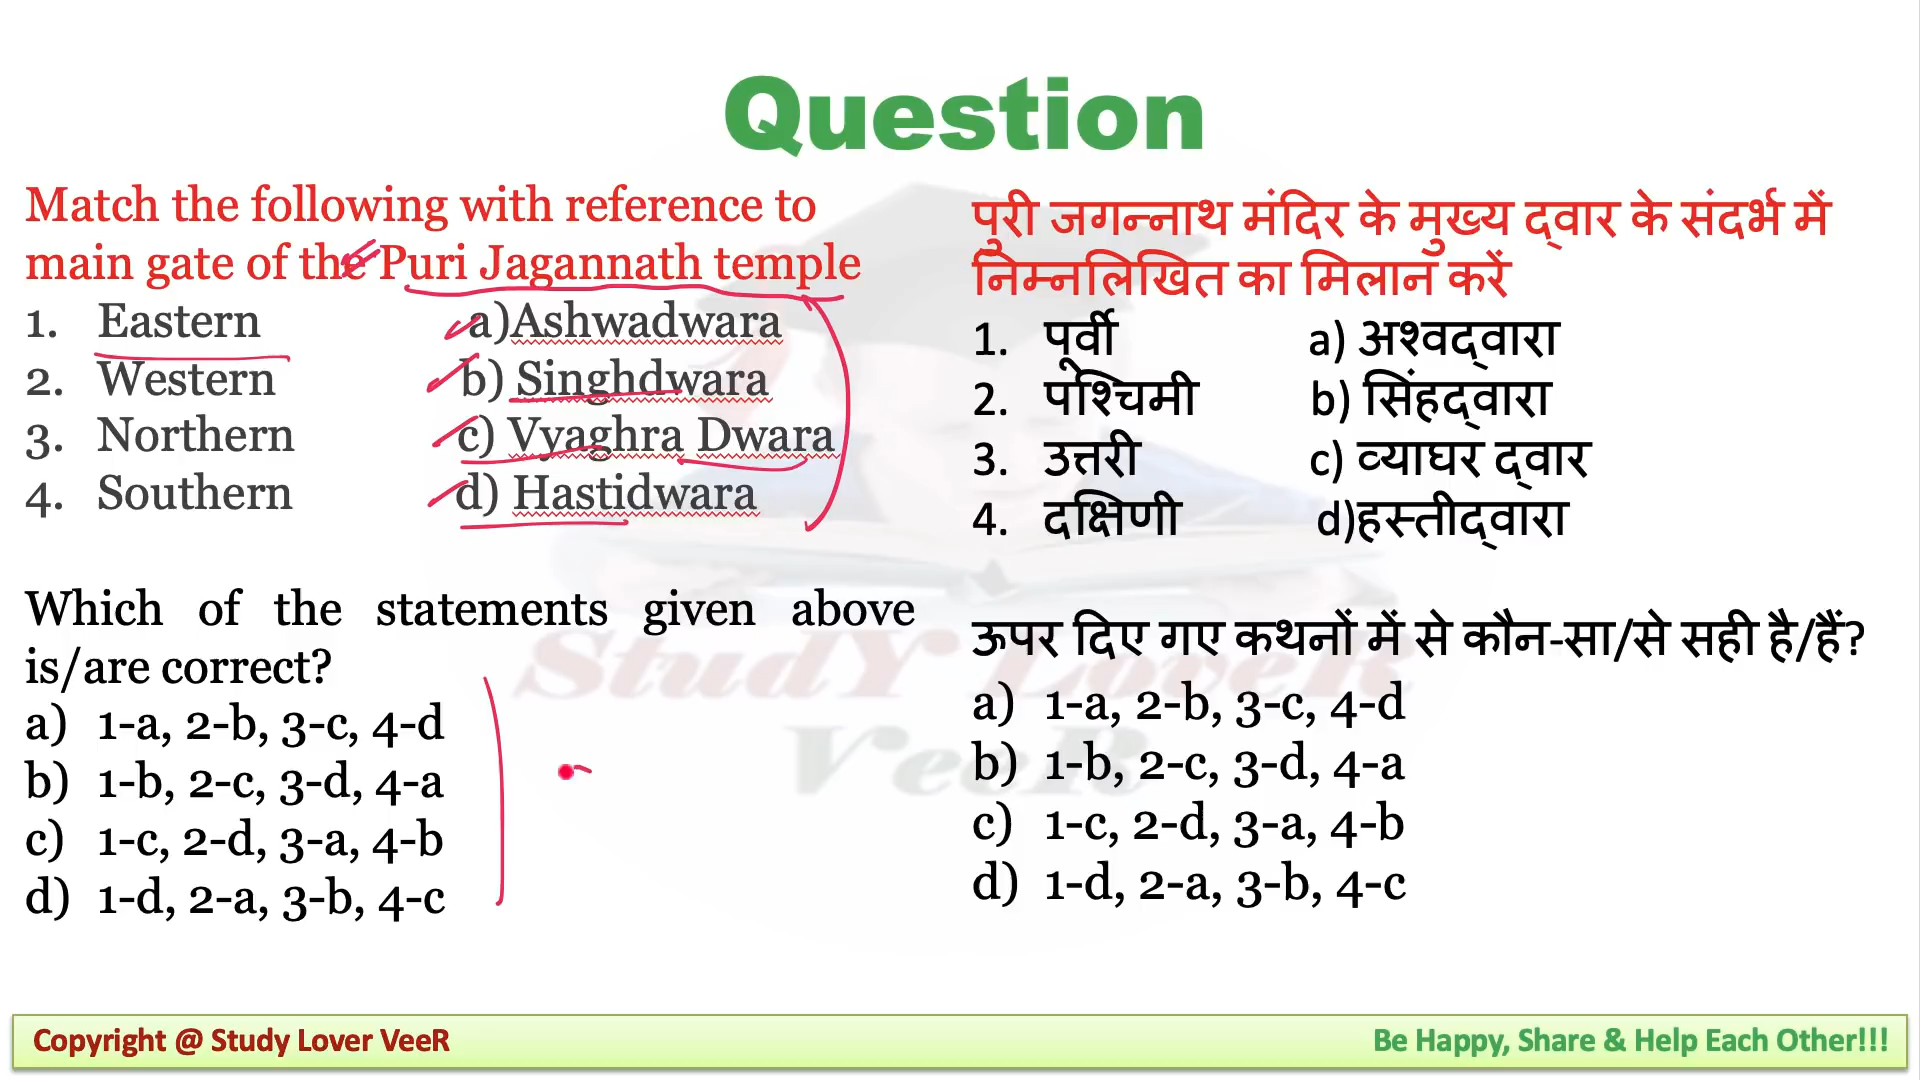 Question
Match the following with reference to
main gate of the Puri Jagannath temple
1. Eastern a)Ashwadwara
2. Western b) Singhdwara
3. Northern c) Vyaghra Dwara
4. Southern d) Hastidwara
Which of the statements given above
is/are correct?
a) 1-a, 2-b, 3-c, 4-d
b) 1-b, 2-c, 3-d, 4-a
c) 1-c, 2-d, 3-a, 4-b
d) 1-d, 2-a, 3-b, 4-c
पुरी जगन्नाथ मंदिर के मुख्य द्वार के संदर्भ में
निम्नलिखित का मिलान करें
1. पूर्वी a) अश्वद्वारा
2. पश्चिमी b) सिंहद्वारा
3. उत्तरी c) व्याघर द्वार
4. दक्षिणी d)हस्तीद्वारा
ऊपर दिए गए कथनों में से कौन-सा/से सही है/हैं?
a) 1-a, 2-b, 3-c, 4-d
b) 1-b, 2-c, 3-d, 4-a
c) 1-c, 2-d, 3-a, 4-b
d) 1-d, 2-a, 3-b, 4-c
StudY LoveR
VeeR
Copyright @ Study Lover VeeR
Be Happy, Share & Help Each Other!!!